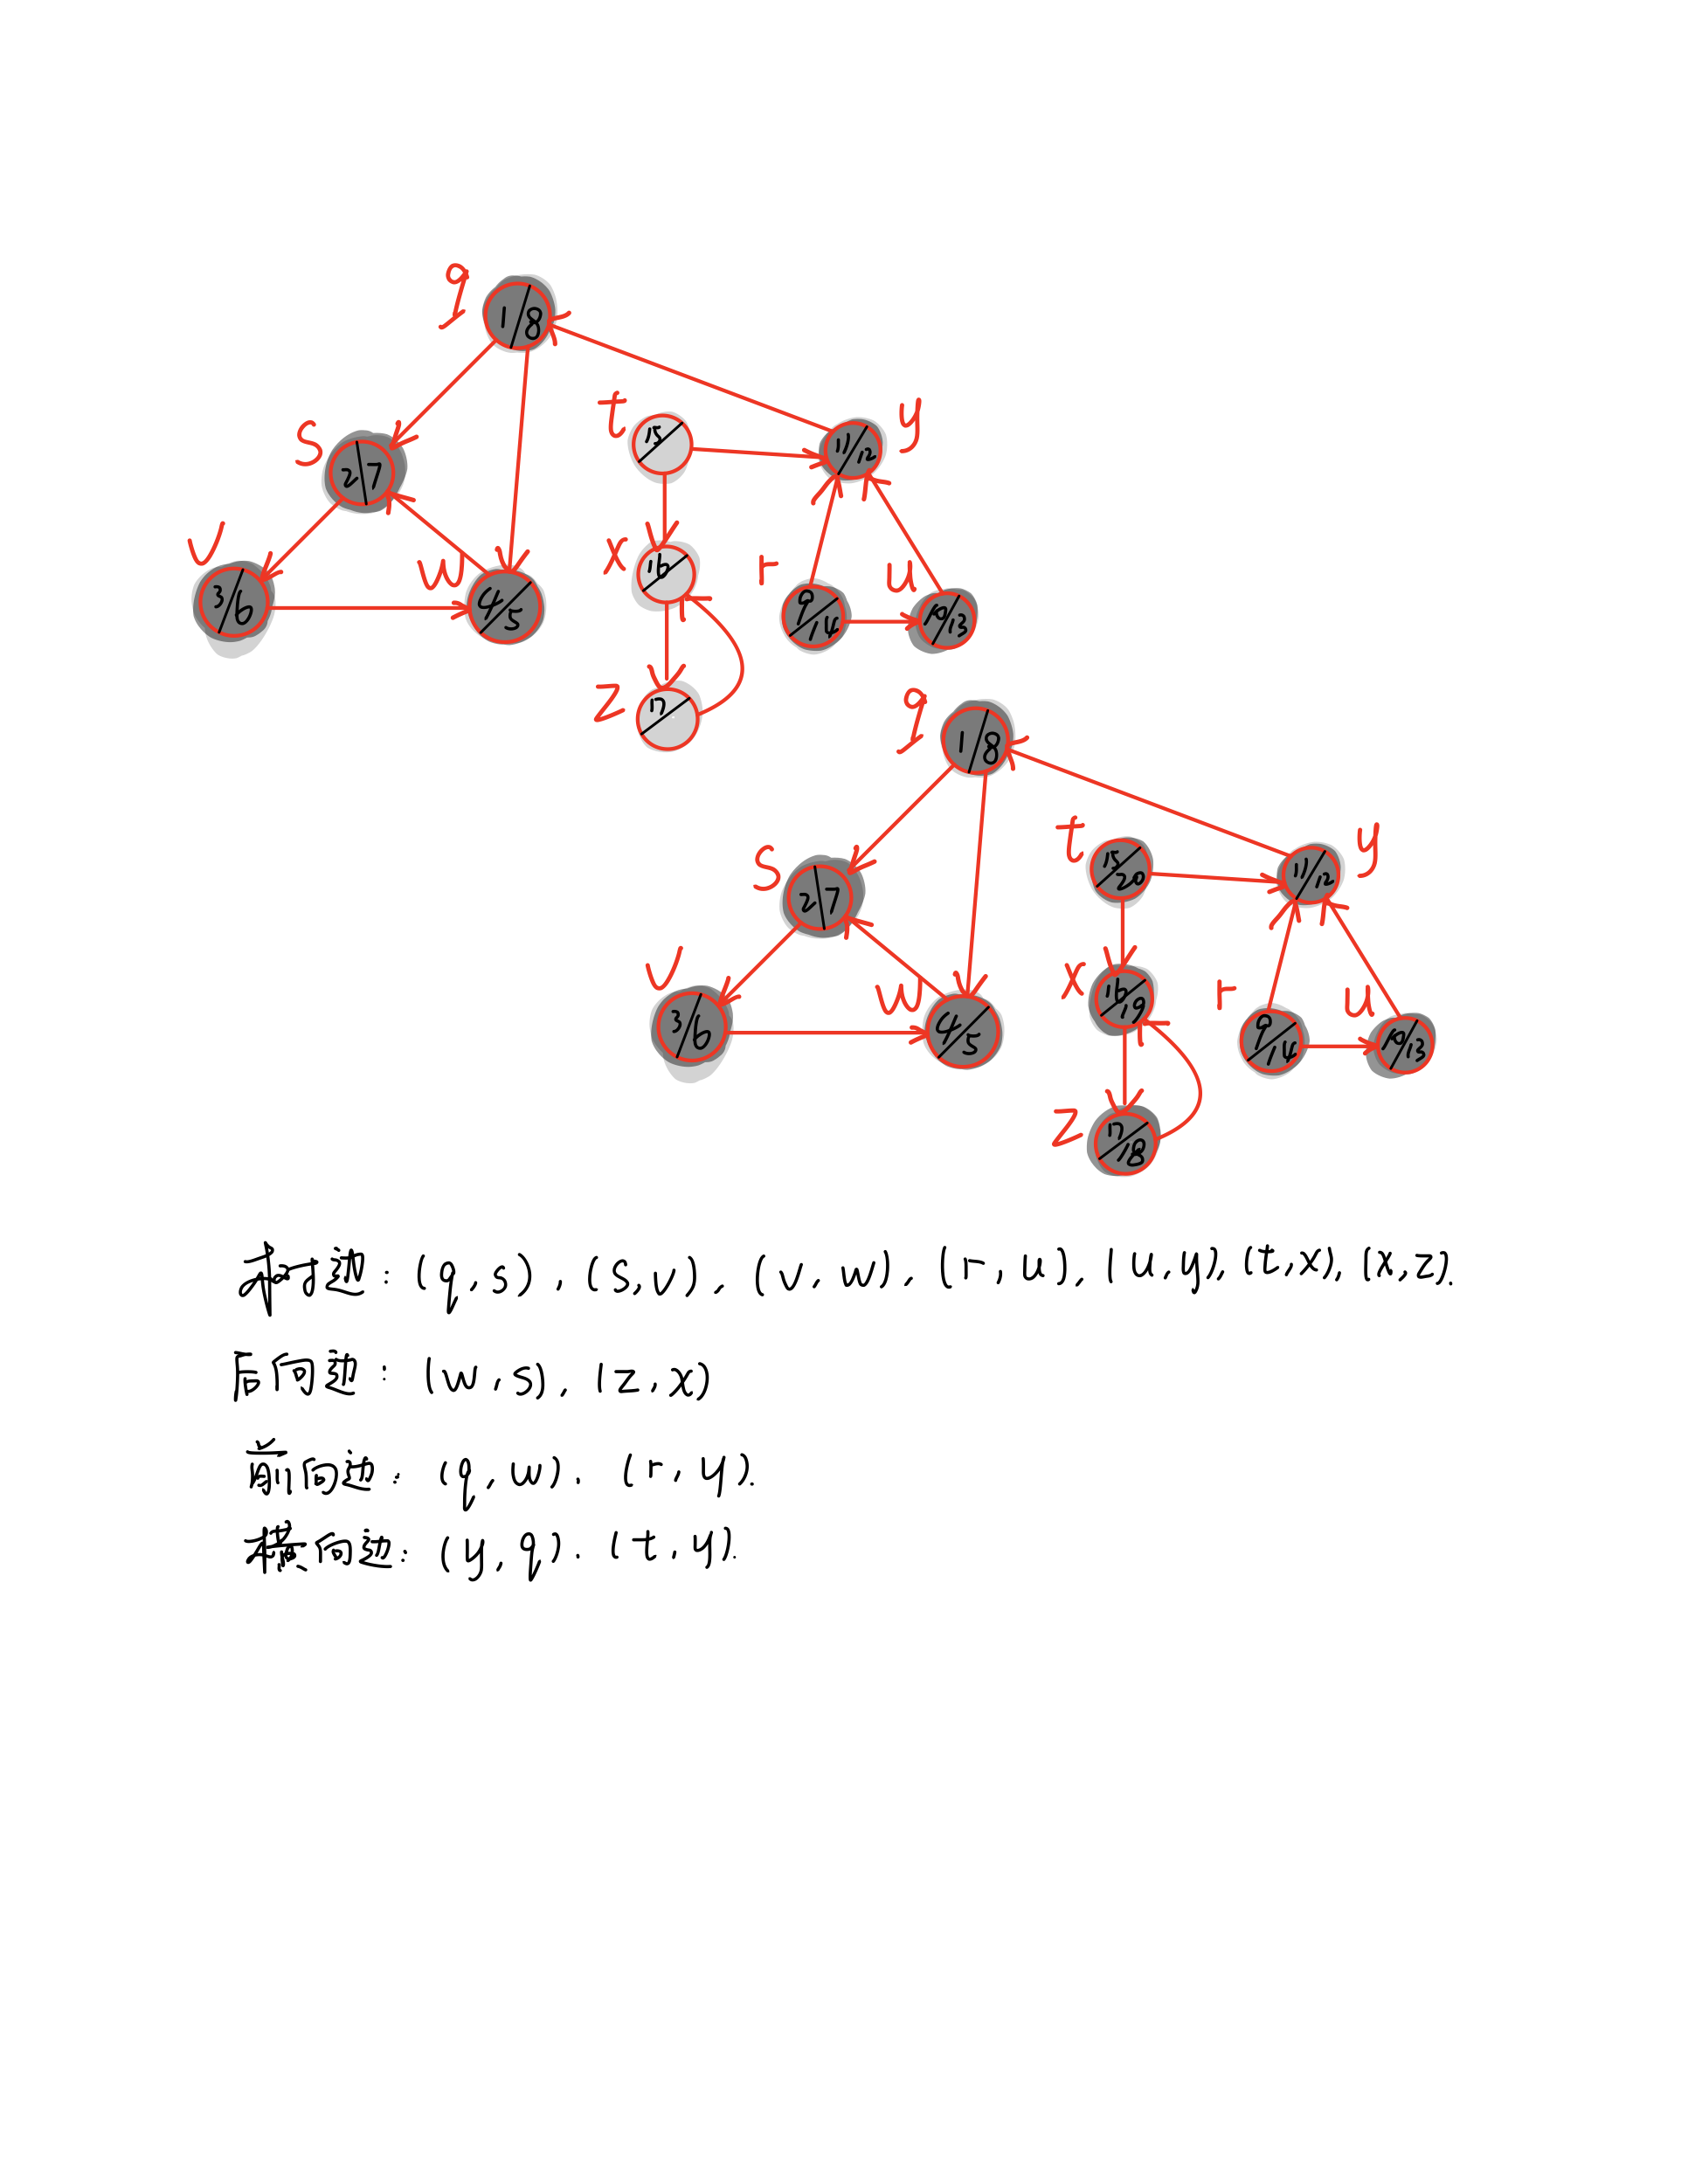 q
1/8
t
y
s
15/
11/12
2/7
v
w
x
16/
r
u
3/6
4/5
9/14
10/13
z
17/
q
1/8
t
y
s
15/20
11/12
2/7
v
w
x
16/19
r
u
3/6
4/5
9/14
10/13
z
17/18
树边: (q,s), (s,v), (v,w), (r,u), (u,y), (t,x), (x,z).
后向边: (w,s), (z,x)
前向边: (q,w). (r,y).
横向边: (y,q). (t,y).